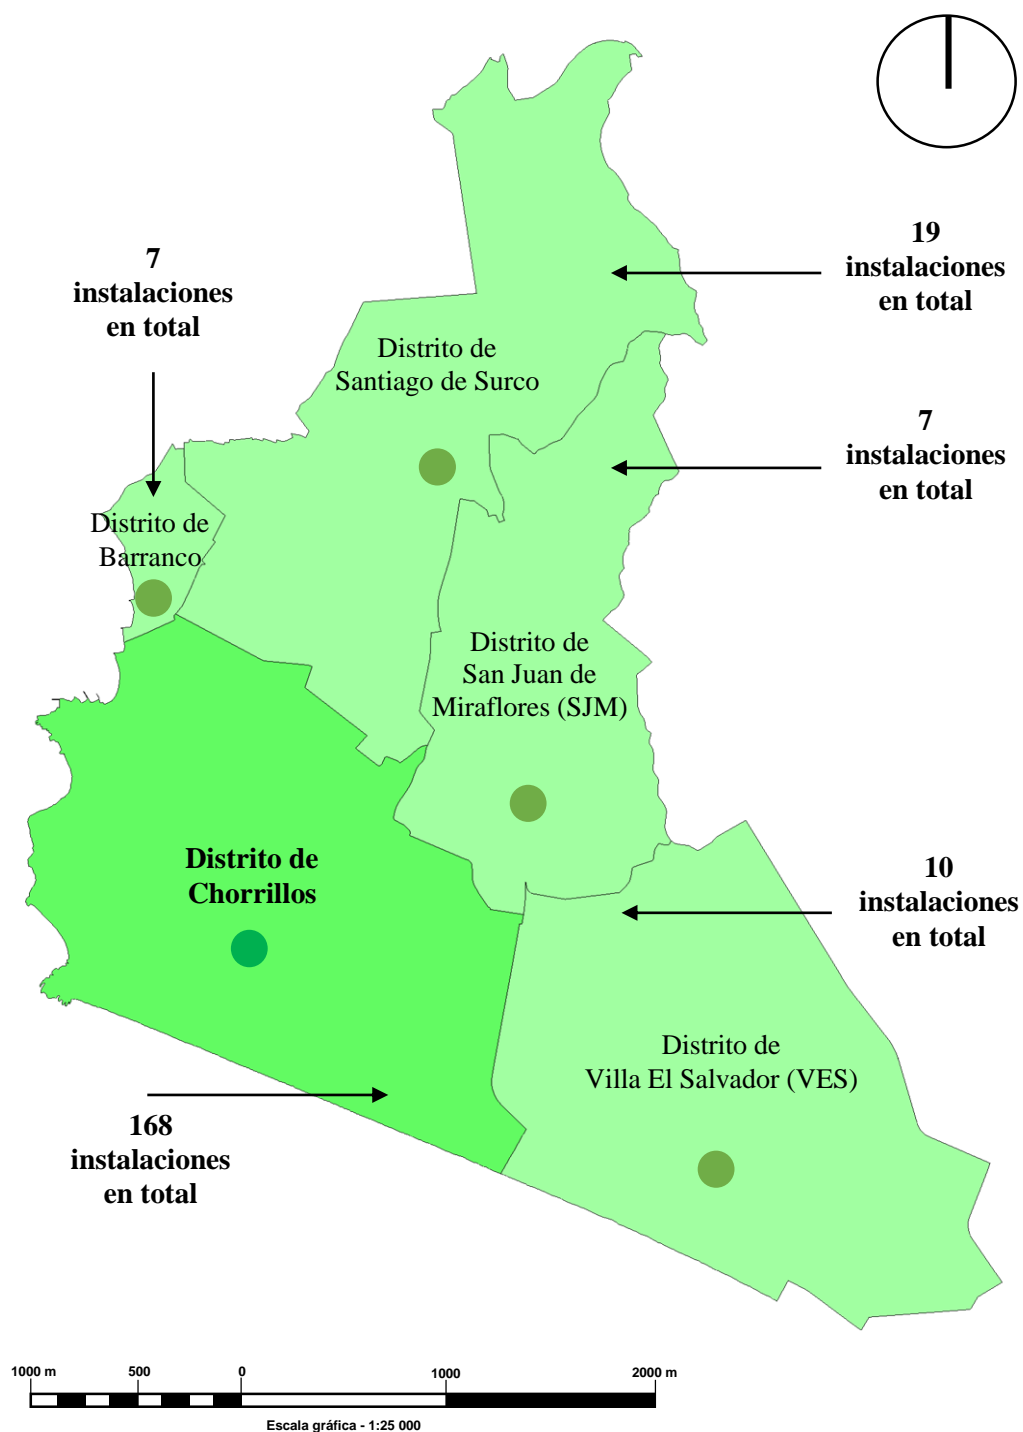 19
instalaciones
en total
7
instalaciones
en total
Distrito de
Santiago de Surco
7
instalaciones
en total
Distrito de
Barranco
Distrito de
San Juan de
Miraflores (SJM)
Distrito de
Chorrillos
10
instalaciones
en total
Distrito de
Villa El Salvador (VES)
168
instalaciones
en total
1000 m 500 0 1000 2000 m
Escala gráfica - 1:25 000